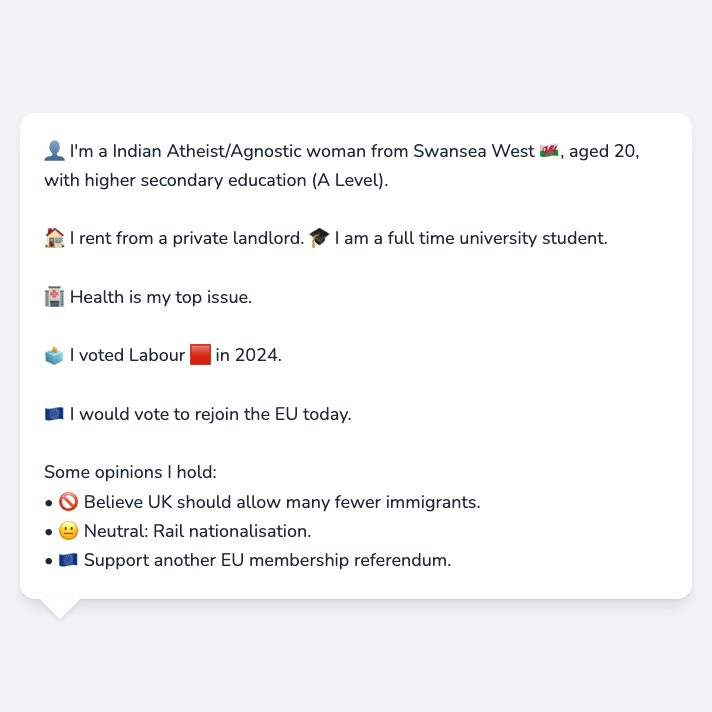 👤 I'm a Indian Atheist/Agnostic woman from Swansea West 🏴󠁧󠁢󠁷󠁬󠁳󠁿, aged 20,
with higher secondary education (A Level).
🏠 I rent from a private landlord. 🎓 I am a full time university student.
🏥 Health is my top issue.
🗳️ I voted Labour 🟥 in 2024.
🇪🇺 I would vote to rejoin the EU today.
Some opinions I hold:
• 🚫 Believe UK should allow many fewer immigrants.
• 😐 Neutral: Rail nationalisation.
• 🇪🇺 Support another EU membership referendum.